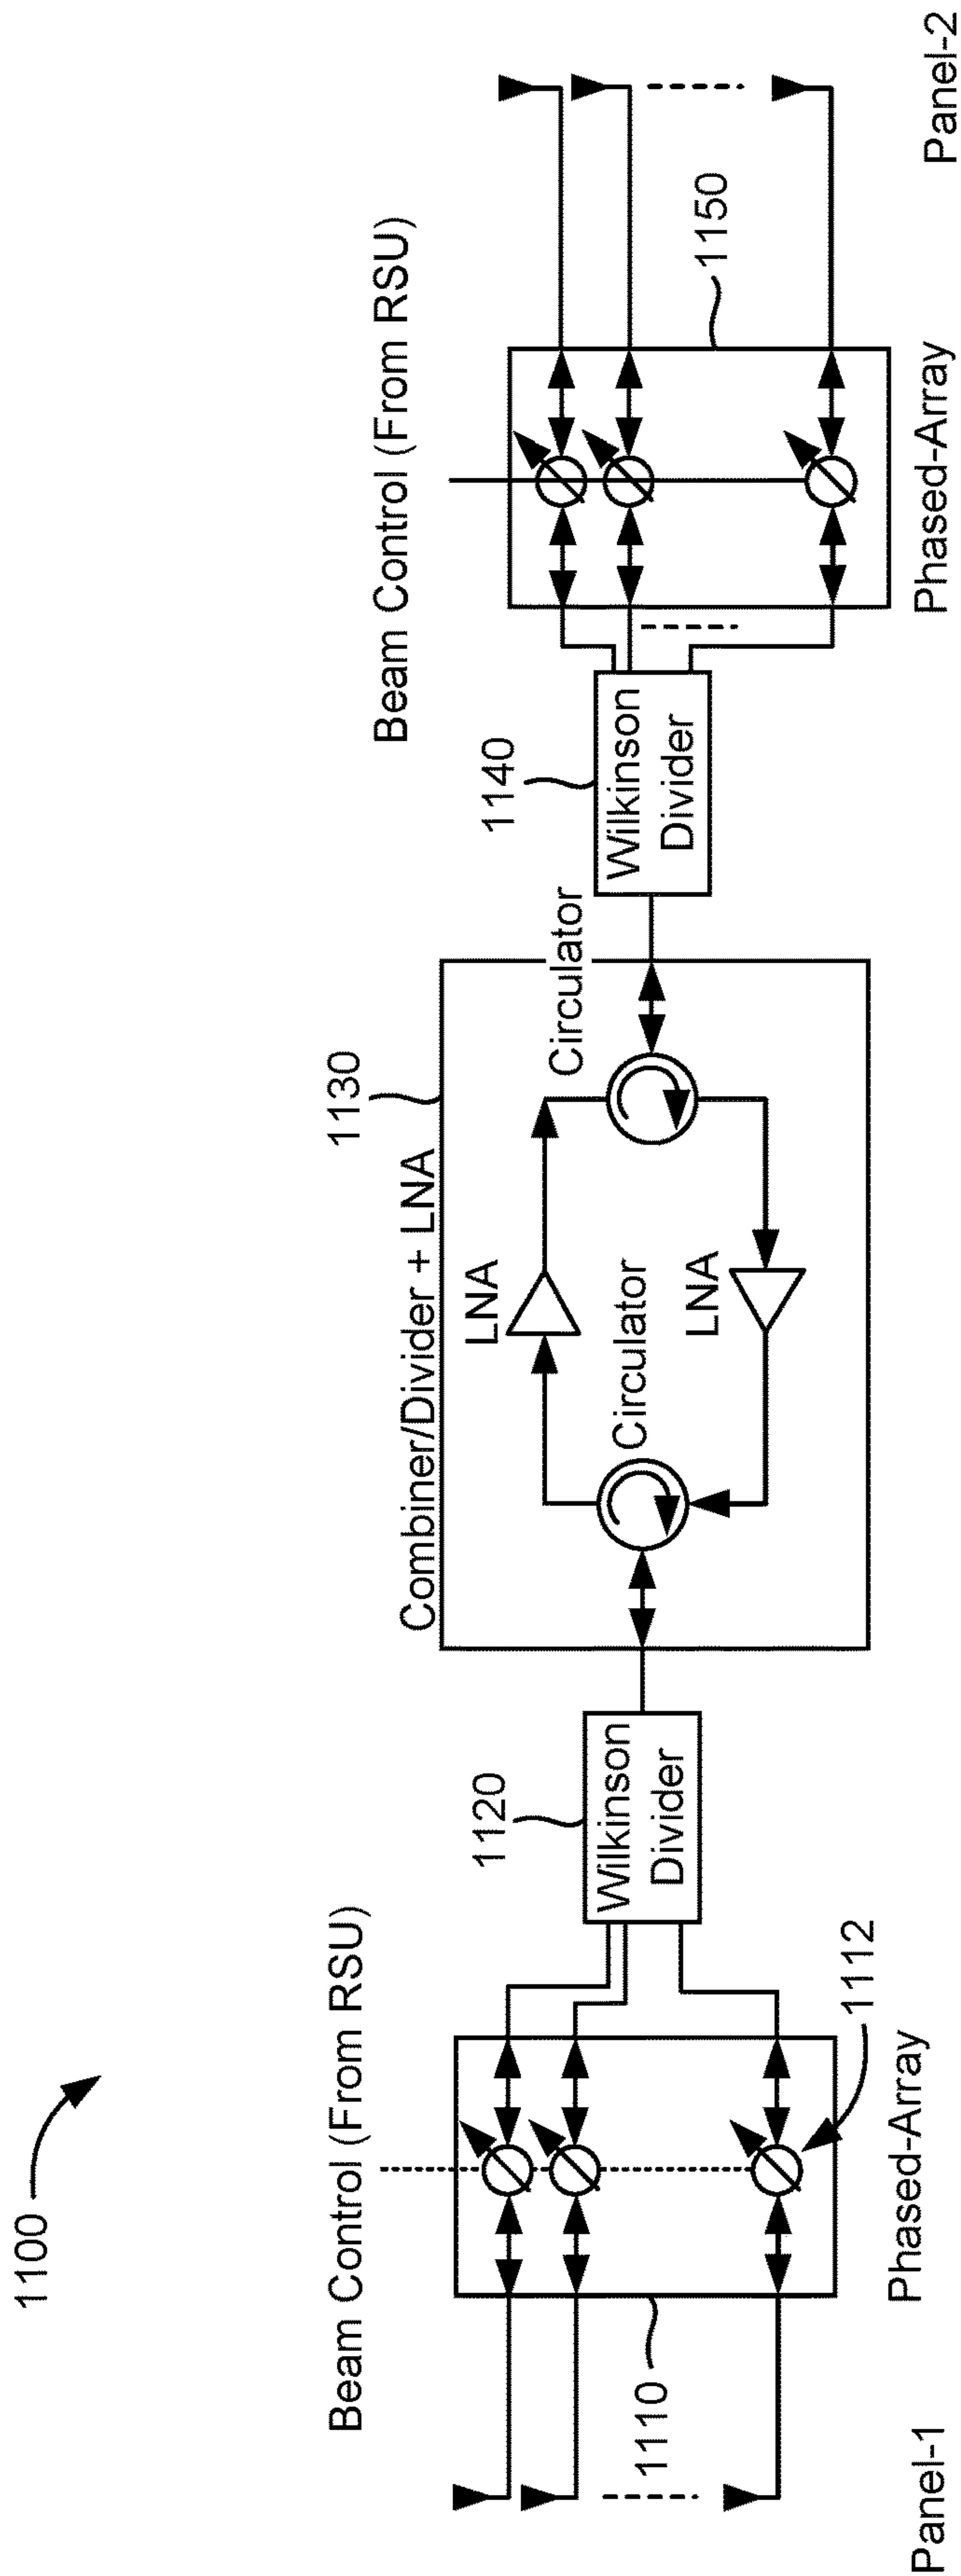 1100
Beam Control (From RSU)
Combiner/Divider + LNA
1130
Beam Control (From RSU)
1120
LNA
Circulator
1140
Wilkinson
Divider
Circulator
LNA
Wilkinson
Divider
1150
1110
1112
Panel-1
Phased-Array
Phased-Array
Panel-2